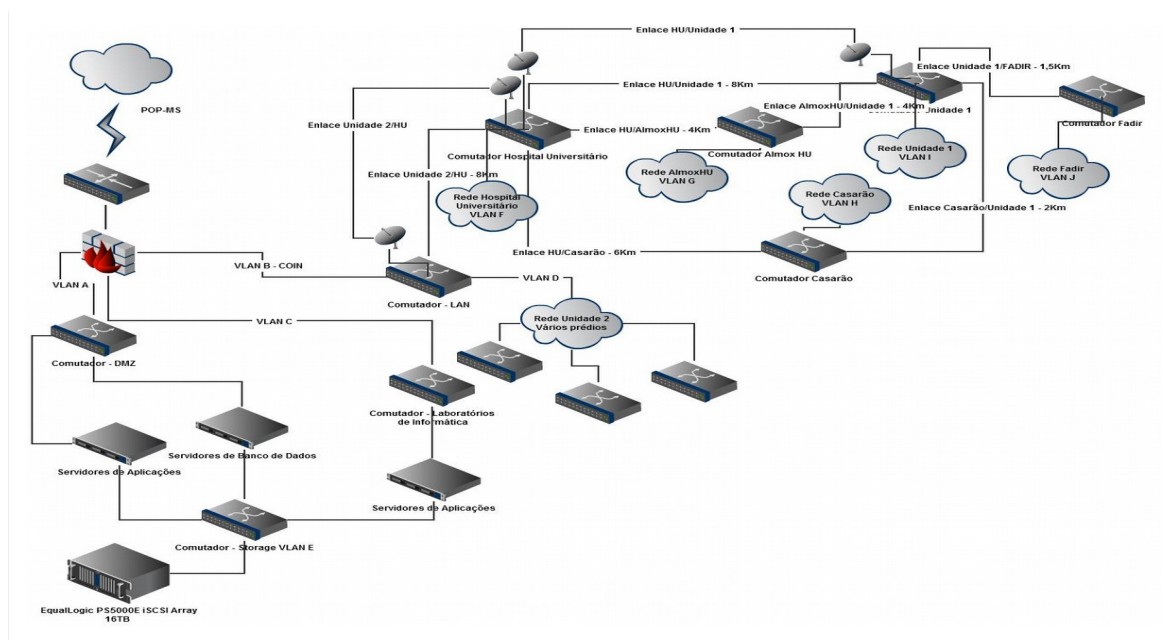 Enlace HU/Unidade 1
POP-MS
Enlace Unidade 1/FADIR - 1,5Km
Enlace HU/Unidade 1 - 8Km
Enlace AlmoxHU/Unidade 1 - 4Km
Unidade 1
Comutador Fadir
Enlace Unidade 2/HU
Enlace HU/AlmoxHU - 4Km
Comutador Hospital Universitário
Comutador Almox HU
Rede Unidade 1
VLAN I
Rede Fadir
VLAN J
Enlace Unidade 2/HU - 8Km
Rede AlmoxHU
VLAN G
Rede Hospital
Universitário
VLAN F
Rede Casarão
VLAN H
Enlace Casarão/Unidade 1 - 2Km
Enlace HU/Casarão - 6Km
VLAN B - COIN
VLAN A
VLAN D
Comutador Casarão
Comutador - LAN
VLAN C
Rede Unidade 2
Vários prédios
Comutador - DMZ
Comutador - Laboratórios
de Informática
Servidores de Banco de Dados
Servidores de Aplicações
Servidores de Aplicações
Comutador - Storage VLAN E
EqualLogic PS5000E iSCSI Array
16TB